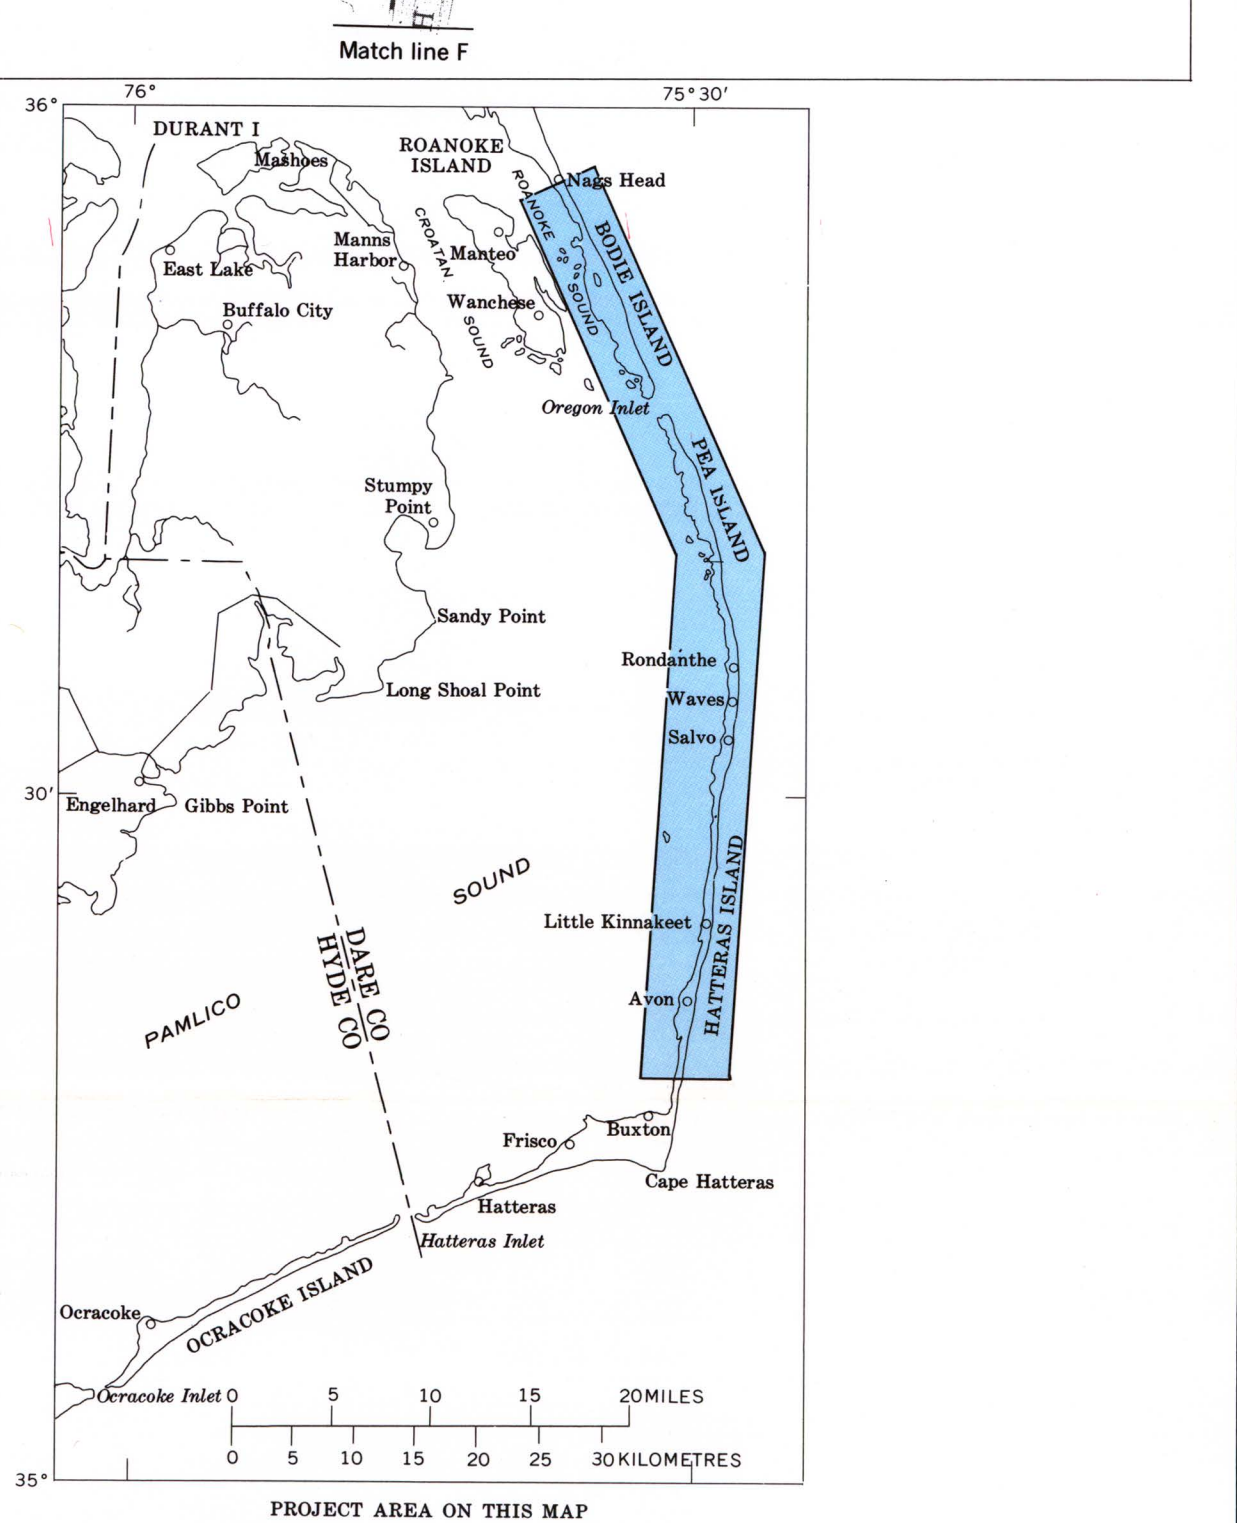 H
Match line F
76°
75°30′
36°
DURANT I
Mashoes
ROANOKE
ISLAND
Nags Head
ROANOKE
SOUND
BODIE ISLAND
CROATAN
SOUND
Manns
Harbor
Manteo
East Lake
Wanchese
Buffalo City
Oregon Inlet
PEA ISLAND
Stumpy
Point
Sandy Point
Rondanthe
Long Shoal Point
Waves
Salvo
30′
Engelhard
Gibbs Point
SOUND
HATTERAS ISLAND
Little Kinnakeet
DARE CO
HYDE CO
Avon
PAMLICO
Buxton
Frisco
Cape Hatteras
Hatteras
Hatteras Inlet
OCRACOKE ISLAND
Ocracoke
Ocracoke Inlet
0 5 10 15 20 MILES
0 5 10 15 20 25 30 KILOMETRES
35°
PROJECT AREA ON THIS MAP